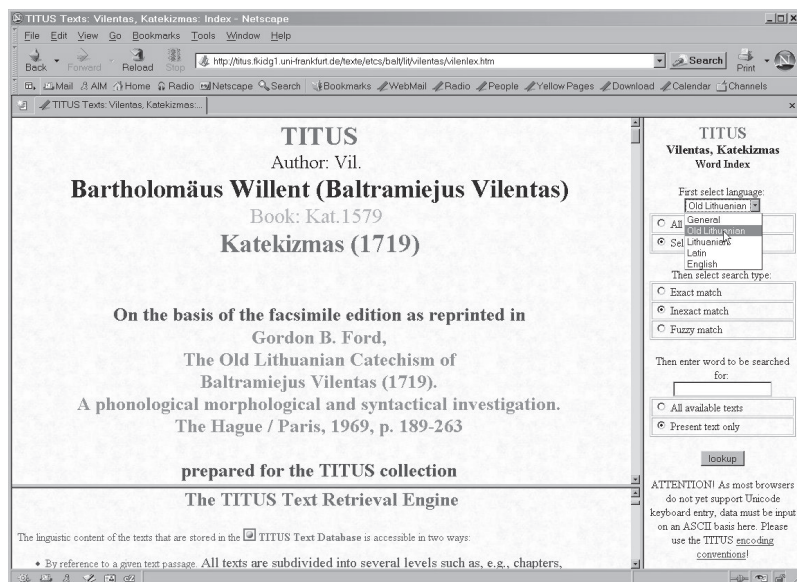 TITUS Texts: Vilentas, Katekizmas: Index - Netscape
File Edit View Go Bookmarks Tools Window Help
Back Forward Reload Stop
http://titus.fkidg1.uni-frankfurt.de/texte/etcs/balt/lit/vilentas/vilenlex.htm
Search Print
Mail AIM Home Radio Netscape Search Bookmarks WebMail Radio People Yellow Pages Download Calendar Channels
TITUS Texts: Vilentas, Katekizmas:...
TITUS
Author: Vil.
Bartholomäus Willent (Baltramiejus Vilentas)
Book: Kat.1579
Katekizmas (1719)
On the basis of the facsimile edition as reprinted in
Gordon B. Ford,
The Old Lithuanian Catechism of
Baltramiejus Vilentas (1719).
A phonological morphological and syntactical investigation.
The Hague / Paris, 1969, p. 189-263
prepared for the TITUS collection
The TITUS Text Retrieval Engine
The linguistic content of the texts that are stored in the TITUS Text Database is accessible in two ways:
• By reference to a given text passage. All texts are subdivided into several levels such as, e.g., chapters,
TITUS
Vilentas, Katekizmas
Word Index
First select language:
Old Lithuanian
All
General
Old Lithuanian
Sel
Lithuanian
Latin
English
Then select search type:
Exact match
Inexact match
Fuzzy match
Then enter word to be searched
for:
All available texts
Present text only
lookup
ATTENTION! As most browsers
do not yet support Unicode
keyboard entry, data must be input
on an ASCII basis here. Please
use the TITUS encoding
conventions!